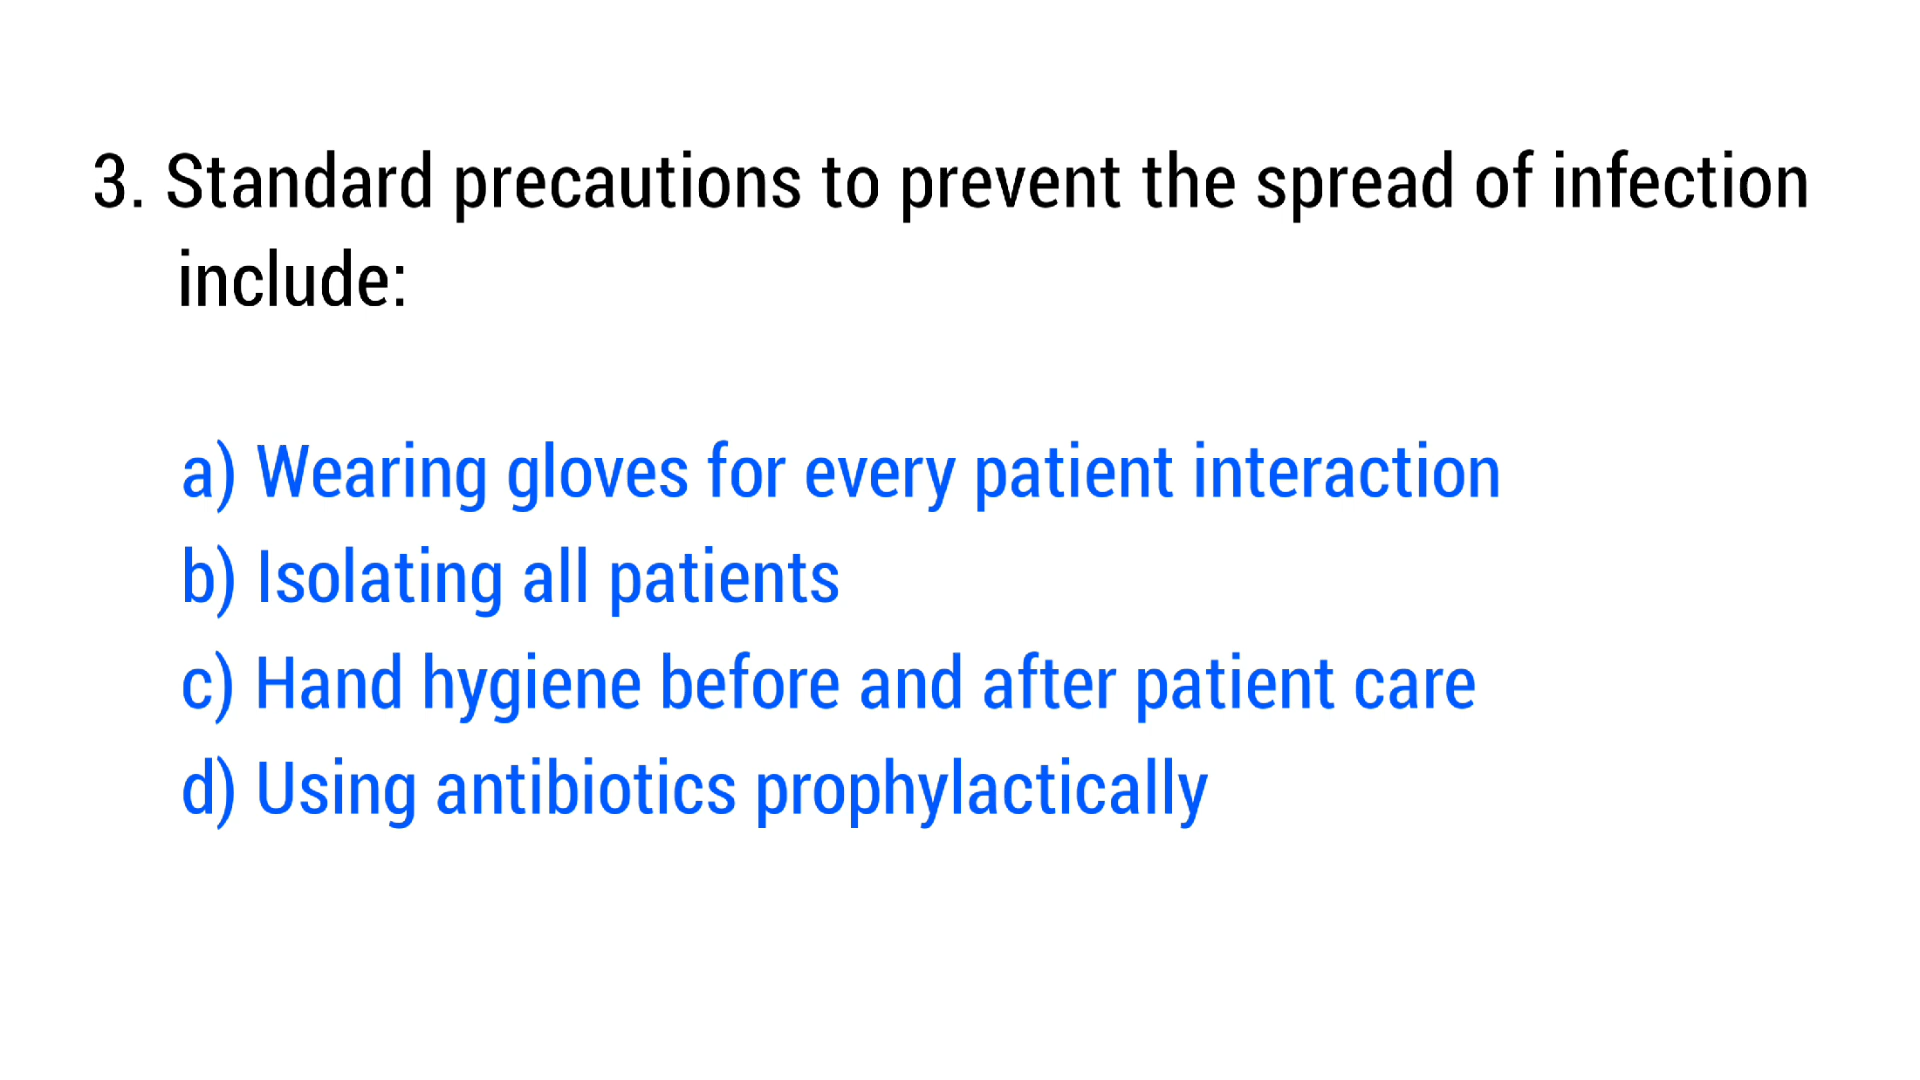 3. Standard precautions to prevent the spread of infection
include:
a) Wearing gloves for every patient interaction
b) Isolating all patients
c) Hand hygiene before and after patient care
d) Using antibiotics prophylactically